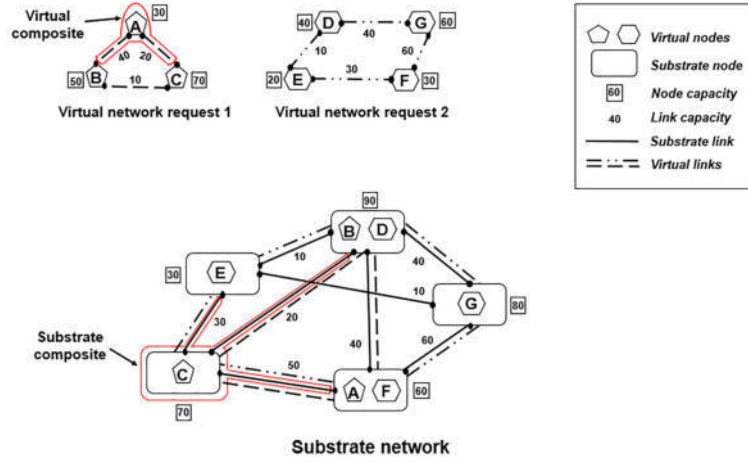 Virtual
composite
30
A
40
20
50
B
10
C
70
Virtual network request 1
40
D
40
G
60
10
60
20
E
30
F
30
Virtual network request 2
Virtual nodes
Substrate node
60
Node capacity
40
Link capacity
Substrate link
Virtual links
90
B
D
30
E
10
40
10
G
80
20
30
40
60
Substrate
composite
C
50
A
F
60
70
Substrate network